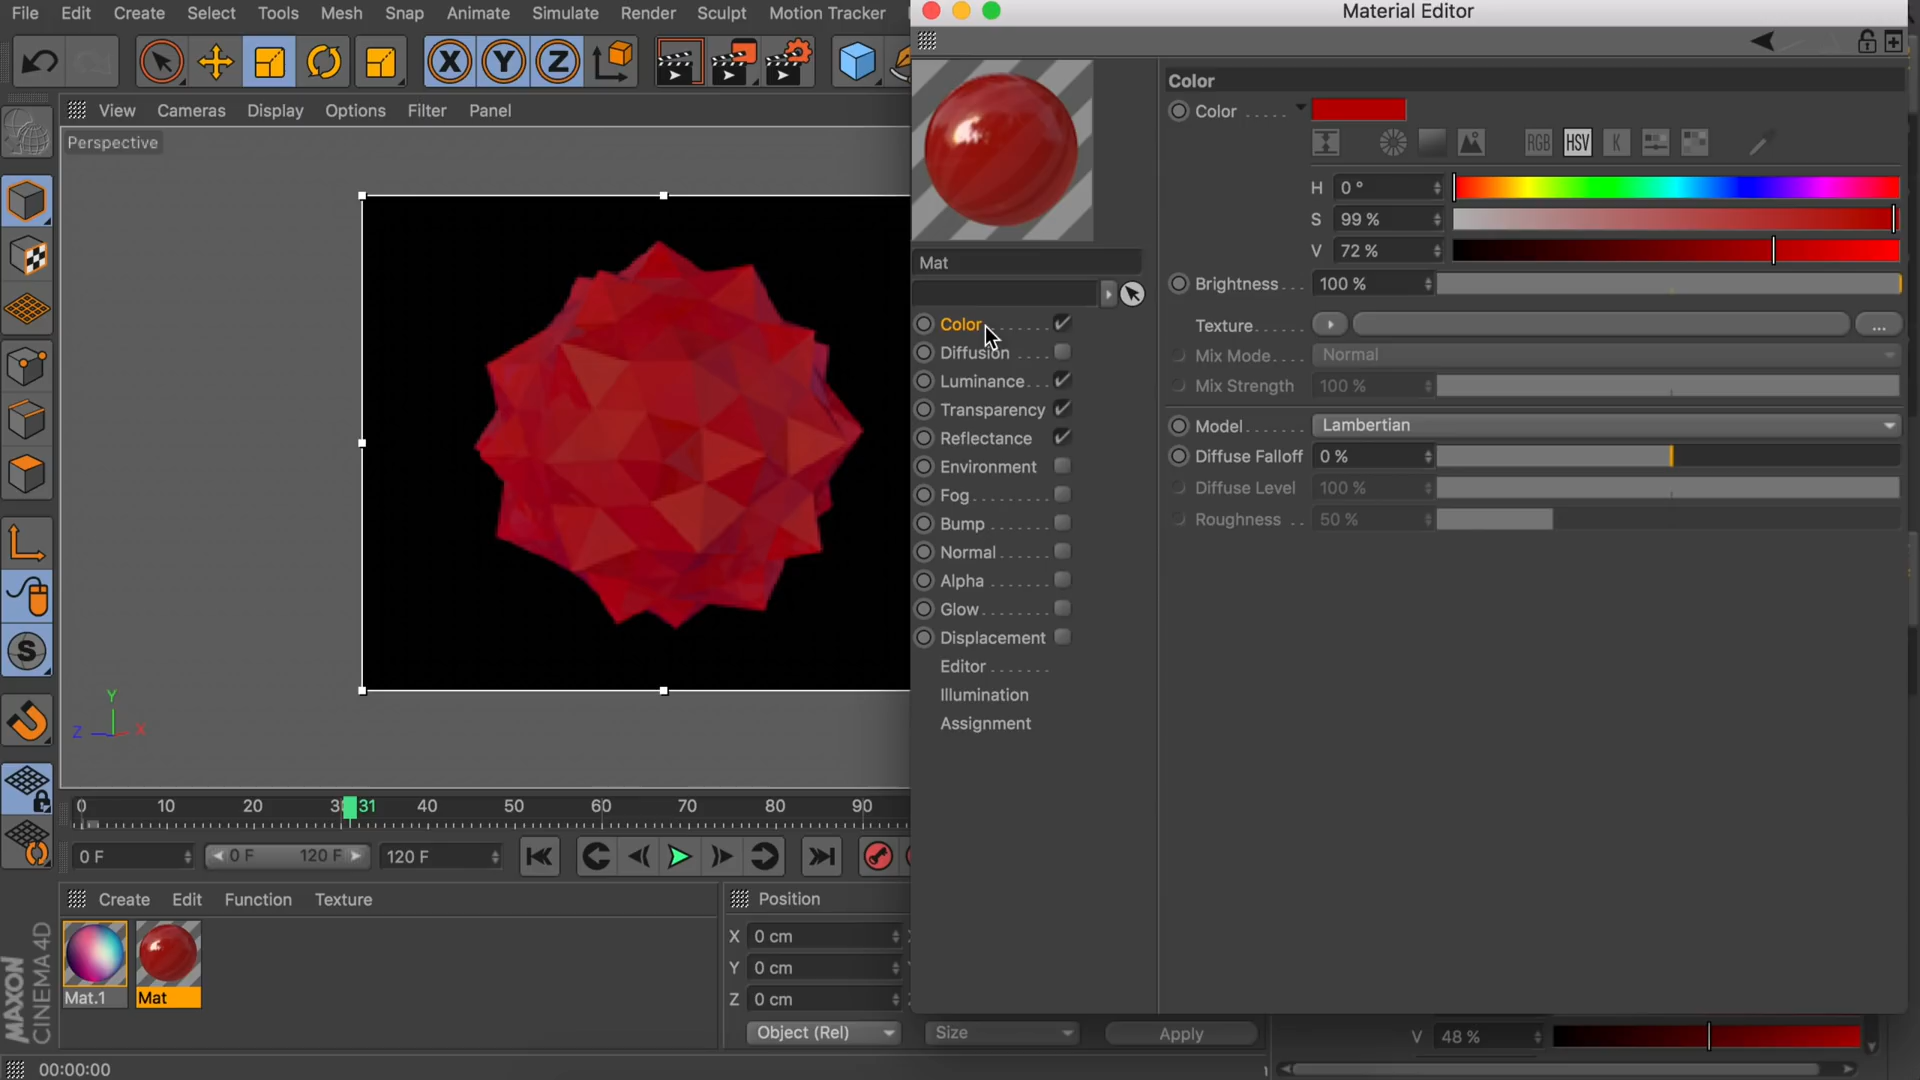 File Edit Create Select Tools Mesh Snap Animate Simulate Render Sculpt Motion Tracker
Material Editor
X Y Z
View Cameras Display Options Filter Panel
Perspective
Y
Z X
S
0 10 20 31 40 50 60 70 80 90
0 F 0 F 120 F 120 F
Create Edit Function Texture
Mat.1 Mat
MAXON
CINEMA 4D
00:00:00
Position
X 0 cm
Y 0 cm
Z 0 cm
Object (Rel) Size Apply
V 48 %
Mat
Color
Diffusion
Luminance
Transparency
Reflectance
Environment
Fog
Bump
Normal
Alpha
Glow
Displacement
Editor
Illumination
Assignment
Color
Color
RGB HSV K
H 0 °
S 99 %
V 72 %
Brightness 100 %
Texture ...
Mix Mode Normal
Mix Strength 100 %
Model Lambertian
Diffuse Falloff 0 %
Diffuse Level 100 %
Roughness 50 %